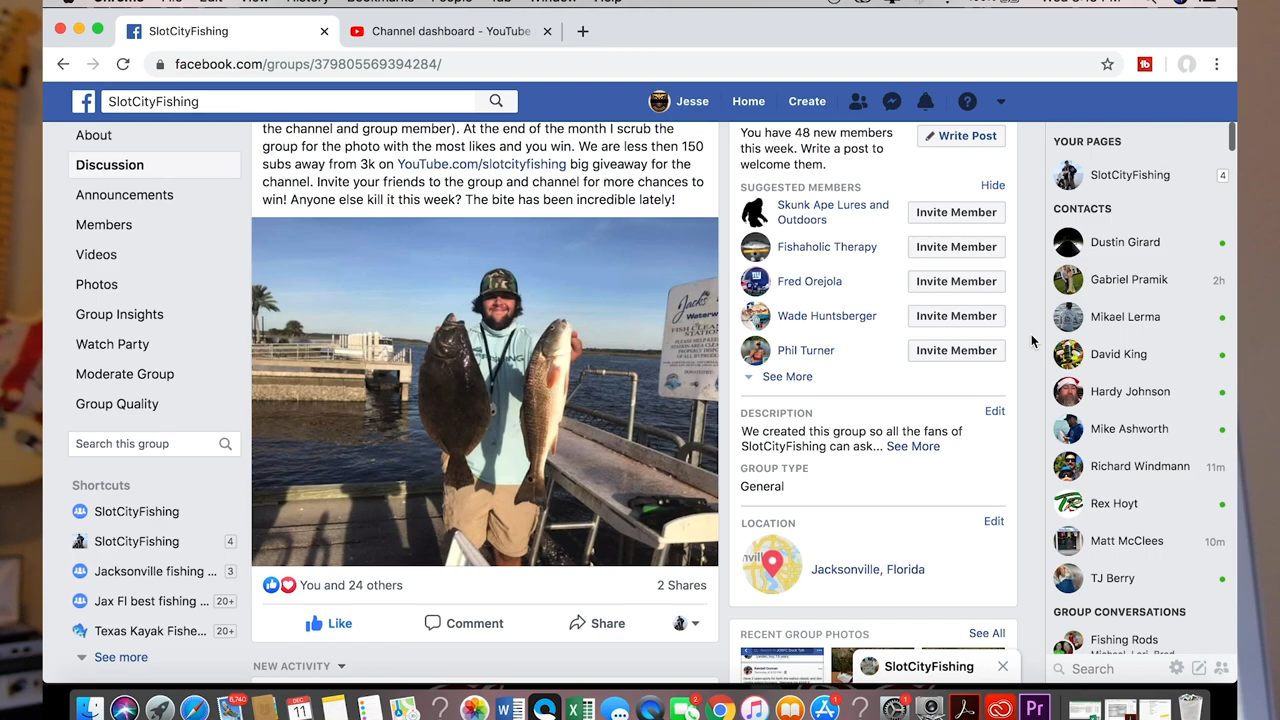 SlotCityFishing
Channel dashboard - YouTube
facebook.com/groups/379805569394284/
SlotCityFishing
Jesse
Home
Create
About
Discussion
Announcements
Members
Videos
Photos
Group Insights
Watch Party
Moderate Group
Group Quality
Search this group
Shortcuts
SlotCityFishing
SlotCityFishing 4
Jacksonville fishing ... 3
Jax Fl best fishing ... 20+
Texas Kayak Fishe... 20+
See more
the channel and group member). At the end of the month I scrub the
group for the photo with the most likes and you win. We are less then 150
subs away from 3k on YouTube.com/slotcityfishing big giveaway for the
channel. Invite your friends to the group and channel for more chances to
win! Anyone else kill it this week? The bite has been incredible lately!
Jack's
FISH CLEANING
STATION
You and 24 others
2 Shares
Like
Comment
Share
NEW ACTIVITY
You have 48 new members
this week. Write a post to
welcome them.
Write Post
SUGGESTED MEMBERS
Hide
Skunk Ape Lures and
Outdoors
Invite Member
Fishaholic Therapy
Invite Member
Fred Orejola
Invite Member
Wade Huntsberger
Invite Member
Phil Turner
Invite Member
See More
DESCRIPTION
Edit
We created this group so all the fans of
SlotCityFishing can ask... See More
GROUP TYPE
General
LOCATION
Edit
Jacksonville, Florida
RECENT GROUP PHOTOS
See All
SlotCityFishing
YOUR PAGES
SlotCityFishing 4
CONTACTS
Dustin Girard
Gabriel Pramik 2h
Mikael Lerma
David King
Hardy Johnson
Mike Ashworth
Richard Windmann 11m
Rex Hoyt
Matt McClees 10m
TJ Berry
GROUP CONVERSATIONS
Fishing Rods
Search
6,740
DEC
11
2
1
Pr